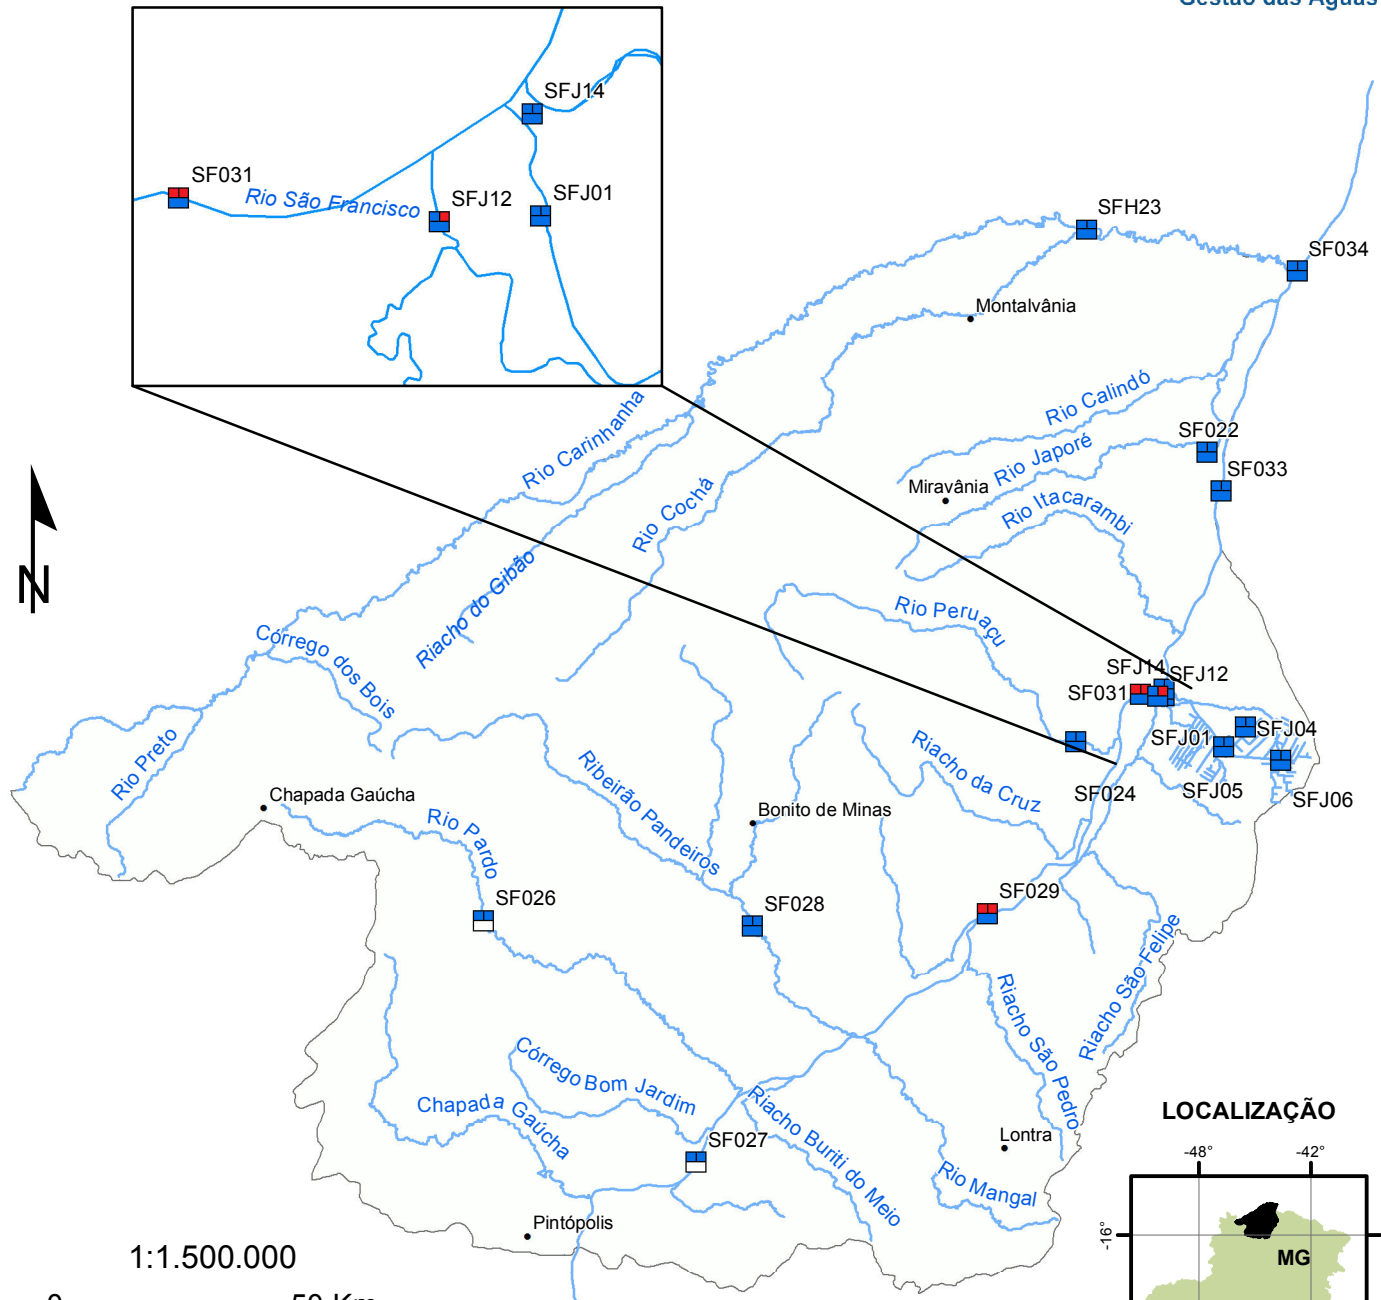 Gestão das Águas
SFJ14
SF031
Rio São Francisco
SFJ12
SFJ01
SFH23
SF034
Montalvânia
Rio Calindó
Rio Carinhanha
SF022
Rio Japoré
SF033
Miravânia
Rio Cochá
Rio Itacarambi
Riacho do Gibão
N
Rio Peruaçu
Córrego dos Bois
SFJ14
SFJ12
SF031
SFJ01
SFJ04
Rio Preto
Ribeirão Pandeiros
Riacho da Cruz
Chapada Gaúcha
Bonito de Minas
SF024
SFJ05
SFJ06
Rio Pardo
SF026
SF028
SF029
Riacho São Felipe
Riacho São Pedro
Córrego Bom Jardim
Chapada Gaúcha
Riacho Buriti do Meio
SF027
Lontra
Rio Mangal
Pintópolis
LOCALIZAÇÃO
-48°
-42°
-16°
MG
1:1.500.000